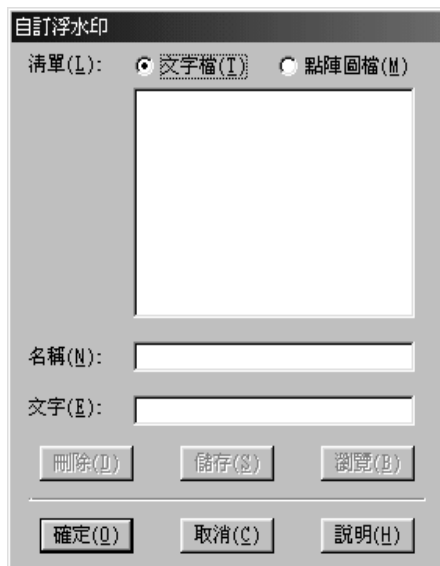 自訂浮水印
清單(L): 文字檔(T) 點陣圖檔(M)
名稱(N):
文字(E):
刪除(D) 儲存(S) 瀏覽(B)
確定(O) 取消(C) 說明(H)